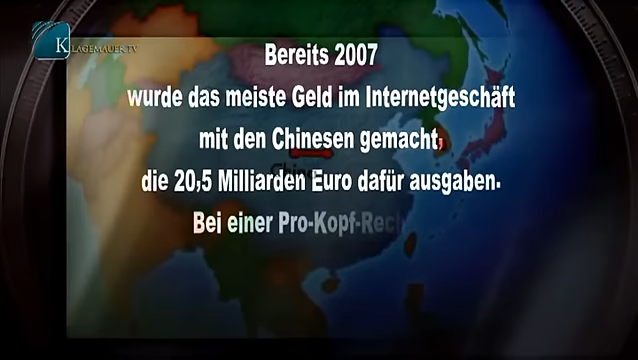 KLAGEMAUER.TV
Bereits 2007
wurde das meiste Geld im Internetgeschäft
mit den Chinesen gemacht,
die 20,5 Milliarden Euro dafür ausgaben.
Bei einer Pro-Kopf-Rech